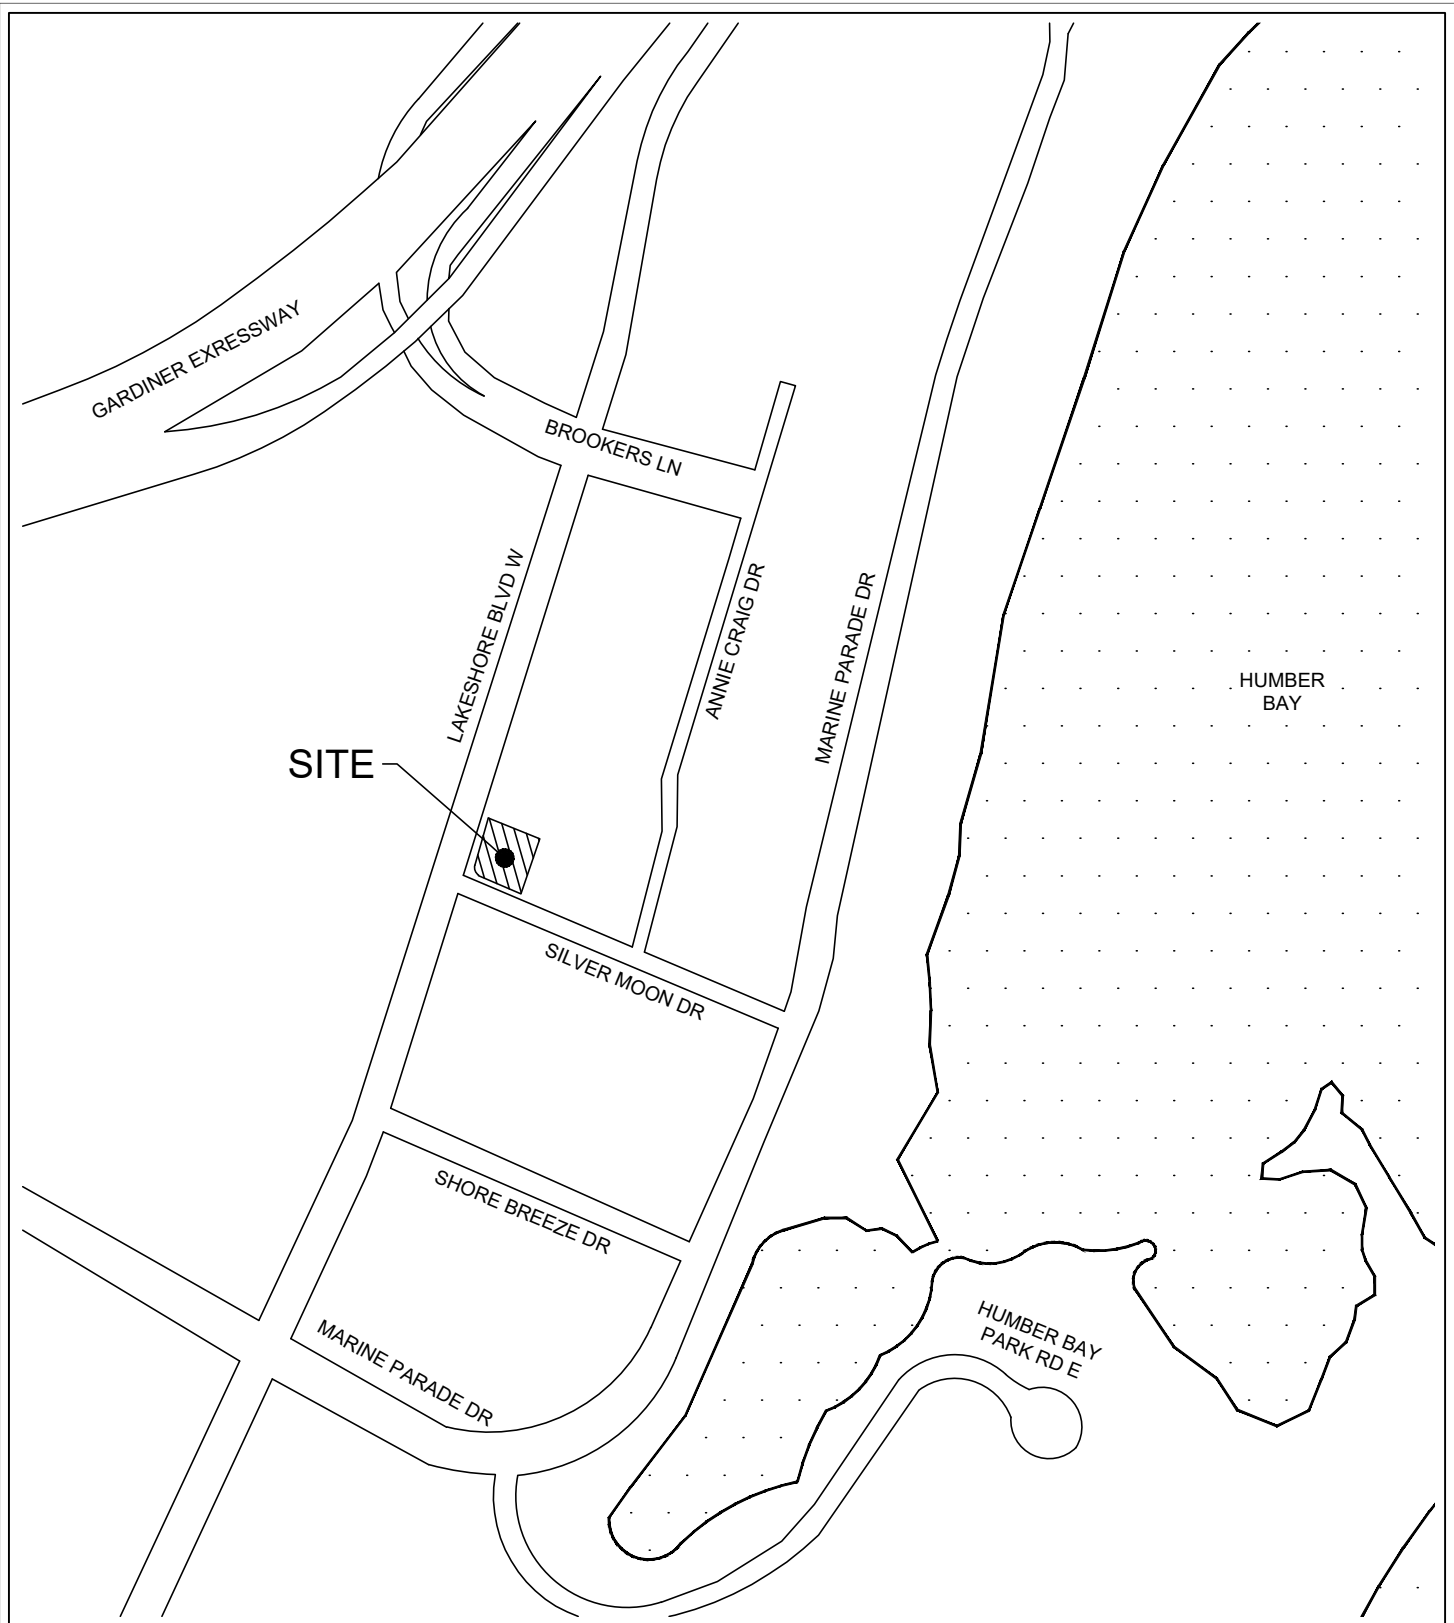 GARDINER EXRESSWAY
BROOKERS LN
LAKESHORE BLVD W
ANNIE CRAIG DR
MARINE PARADE DR
HUMBER
BAY
SITE
SILVER MOON DR
SHORE BREEZE DR
HUMBER BAY
PARK RD E
MARINE PARADE DR